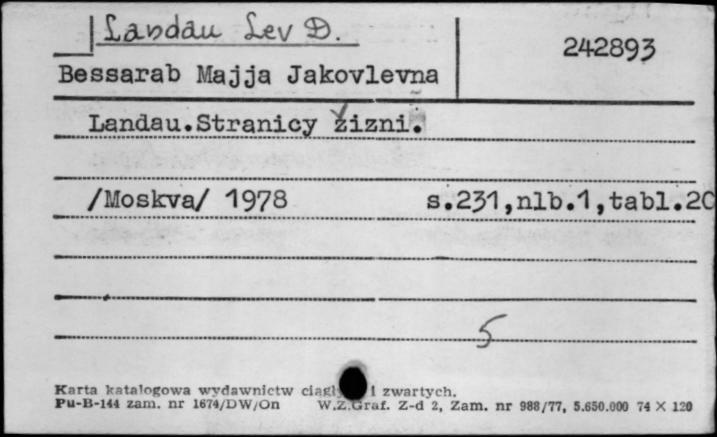 Landau Lev D.
242893
Bessarab Majja Jakovlevna
Landau.Stranicy žizni.
/Moskva/ 1978 s.231,nlb.1,tabl.20
5
Karta katalogowa wydawnictw i zwartych.
Pu-B-144 zam. nr 1674/DW/On W.Z.Graf. Z-d 2, Zam. nr 988/77, 5.650.000 74 X 120